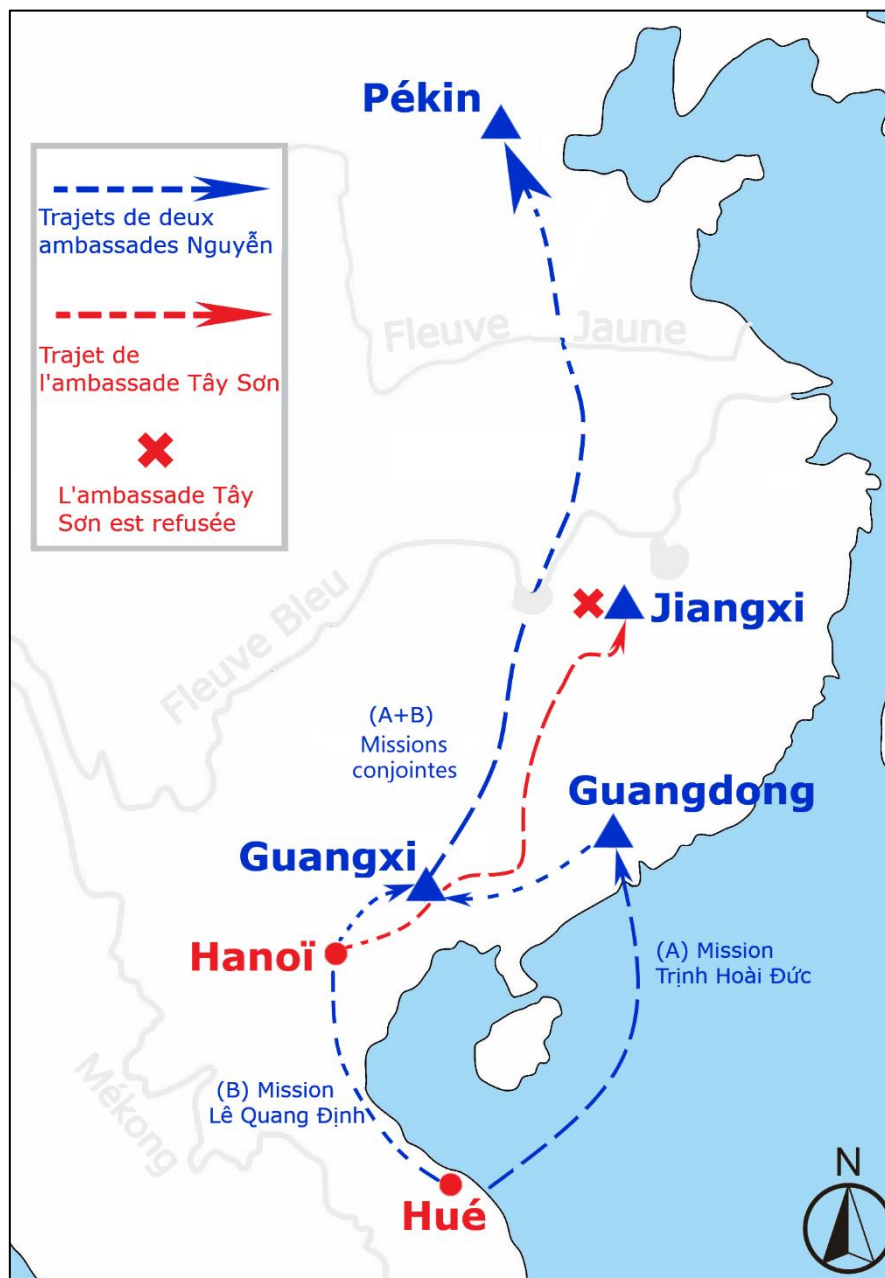 Pékin
Trajets de deux
ambassades Nguyễn
Trajet de
l'ambassade Tây Sơn
L'ambassade Tây
Sơn est refusée
Fleuve Jaune
Fleuve Bleu
Jiangxi
(A+B)
Missions
conjointes
Guangdong
Guangxi
Hanoï
(A) Mission
Trịnh Hoài Đức
Mékong
(B) Mission
Lê Quang Định
Hué
N